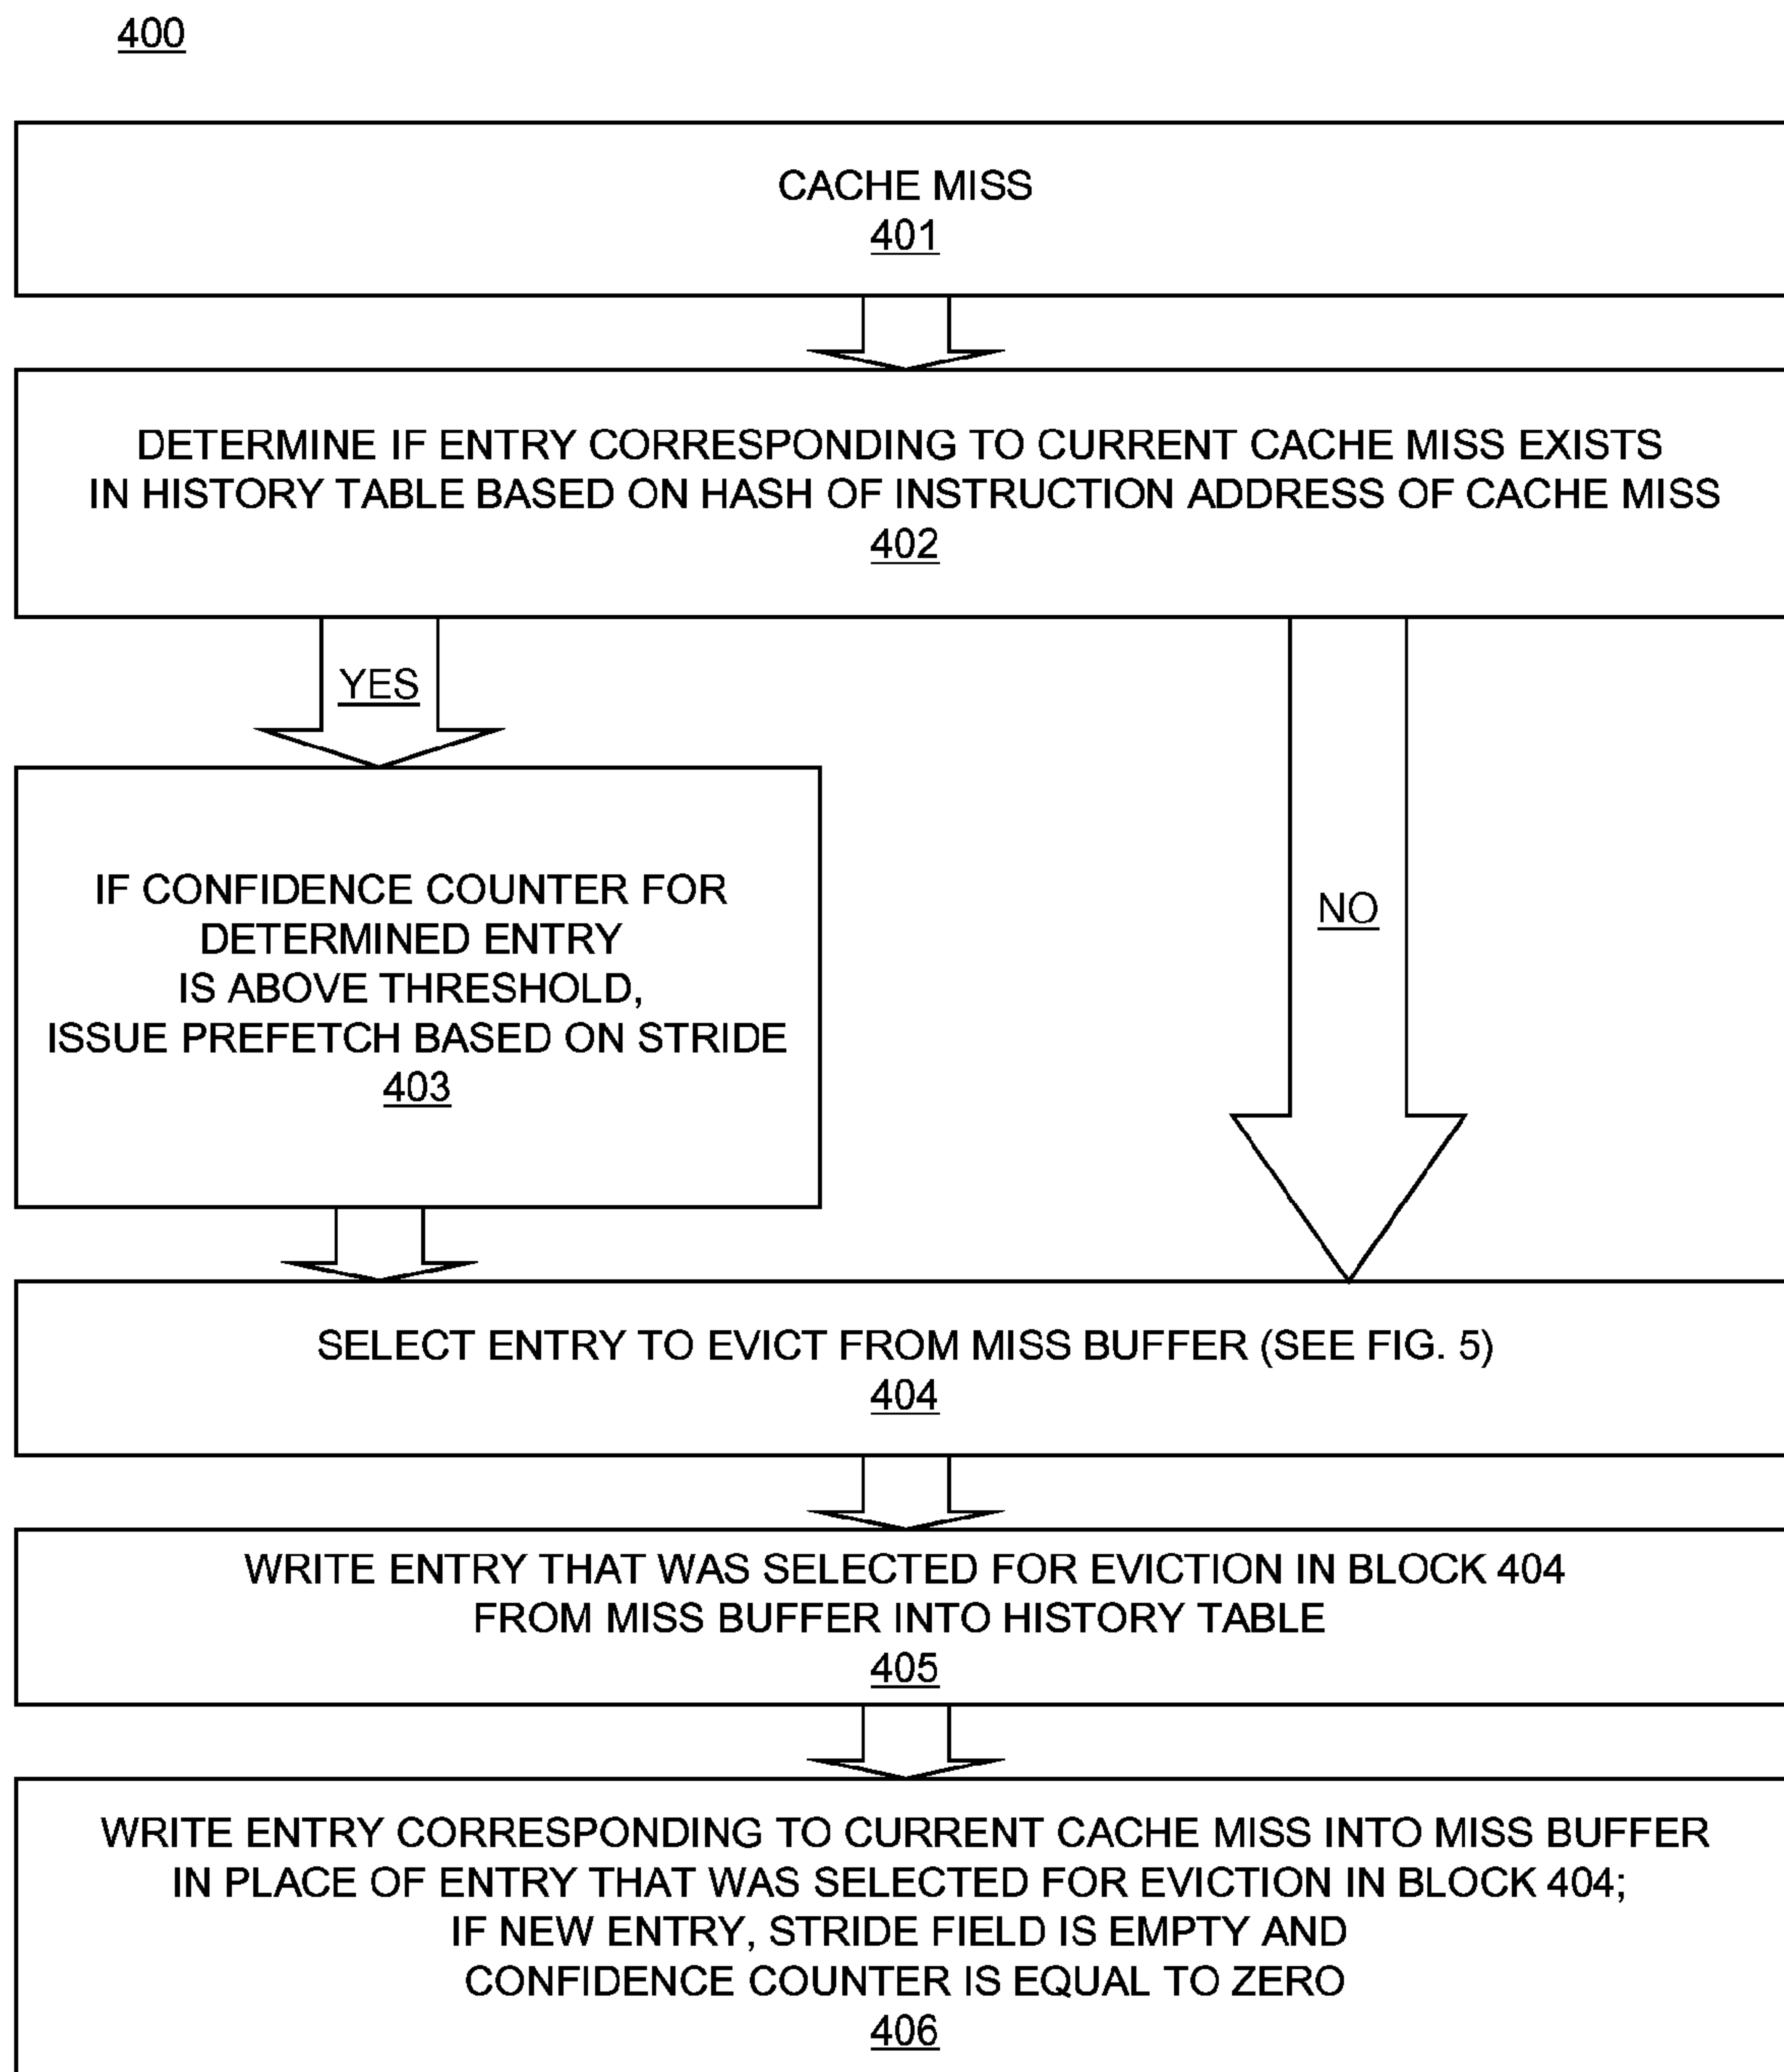 400
CACHE MISS
401
DETERMINE IF ENTRY CORRESPONDING TO CURRENT CACHE MISS EXISTS
IN HISTORY TABLE BASED ON HASH OF INSTRUCTION ADDRESS OF CACHE MISS
402
YES
NO
IF CONFIDENCE COUNTER FOR
DETERMINED ENTRY
IS ABOVE THRESHOLD,
ISSUE PREFETCH BASED ON STRIDE
403
SELECT ENTRY TO EVICT FROM MISS BUFFER (SEE FIG. 5)
404
WRITE ENTRY THAT WAS SELECTED FOR EVICTION IN BLOCK 404
FROM MISS BUFFER INTO HISTORY TABLE
405
WRITE ENTRY CORRESPONDING TO CURRENT CACHE MISS INTO MISS BUFFER
IN PLACE OF ENTRY THAT WAS SELECTED FOR EVICTION IN BLOCK 404;
IF NEW ENTRY, STRIDE FIELD IS EMPTY AND
CONFIDENCE COUNTER IS EQUAL TO ZERO
406